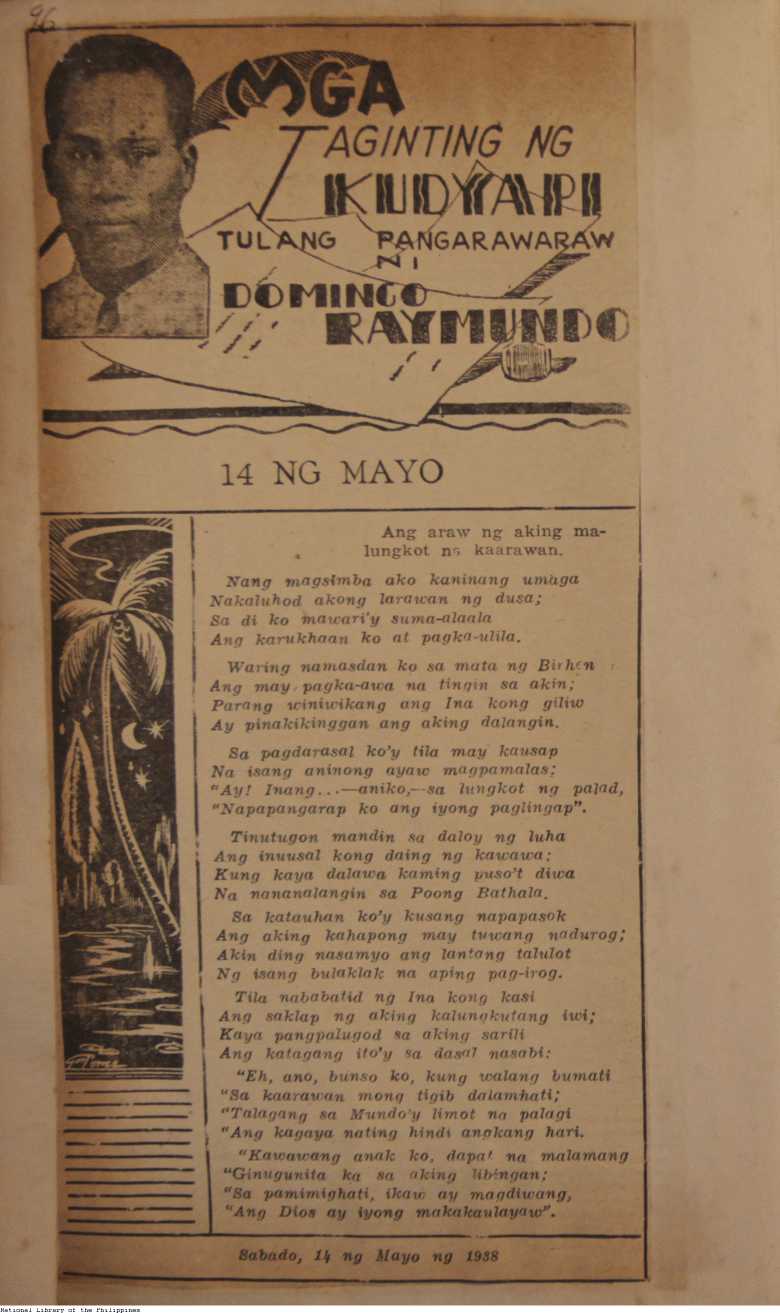 96
MGA
TAGINTING NG
KUDYAPI
TULANG PANGARAWARAW
NI
DOMINGO
RAYMUNDO
14 NG MAYO
Ang araw ng aking ma-
lungkot na kaarawan.
Nang magsimba ako kaninang umaga
Nakaluhod akong larawan ng dusa;
Sa di ko mawari'y suma-alaala
Ang karukhaan ko at pagka-ulila.
Waring namasdan ko sa mata ng Birhen
Ang may pagka-awa na tingin sa akin;
Parang winiwikang ang Ina kong giliw
Ay pinakikinggan ang aking dalangin.
Sa pagdarasal ko'y tila may kausap
Na isang aninong ayaw magpamalas;
"Ay! Inang...—aniko,—sa lungkot ng palad,
"Napapangarap ko ang iyong paglingap".
Tinutugon mandin sa daloy ng luha
Ang inuusal kong daing ng kawawa;
Kung kaya dalawa kaming puso't diwa
Na nananalangin sa Poong Bathala.
Sa katauhan ko'y kusang napapasok
Ang aking kahapong may tuwang nadurog;
Akin ding nasamyo ang lantang talulot
Ng isang bulaklak na aping pag-irog.
Tila nababatid ng Ina kong kasi
Ang saklap ng aking kalungkutang iwi;
Kaya pangpalugod sa aking sarili
Ang katagang ito'y sa dasal nasabi:
"Eh, ano, bunso ko, kung walang bumati
"Sa kaarawan mong tigib dalamhati;
"Talagang sa Mundo'y limot na palagi
"Ang kagaya nating hindi angkang hari.
"Kawawang anak ko, dapat na malamang
"Ginugunita ka sa aking libingan;
"Sa pamimighati, ikaw ay magdiwang,
"Ang Dios ay iyong makakaulayaw".
Sabado, 14 ng Mayo ng 1938
National Library of the Philippines